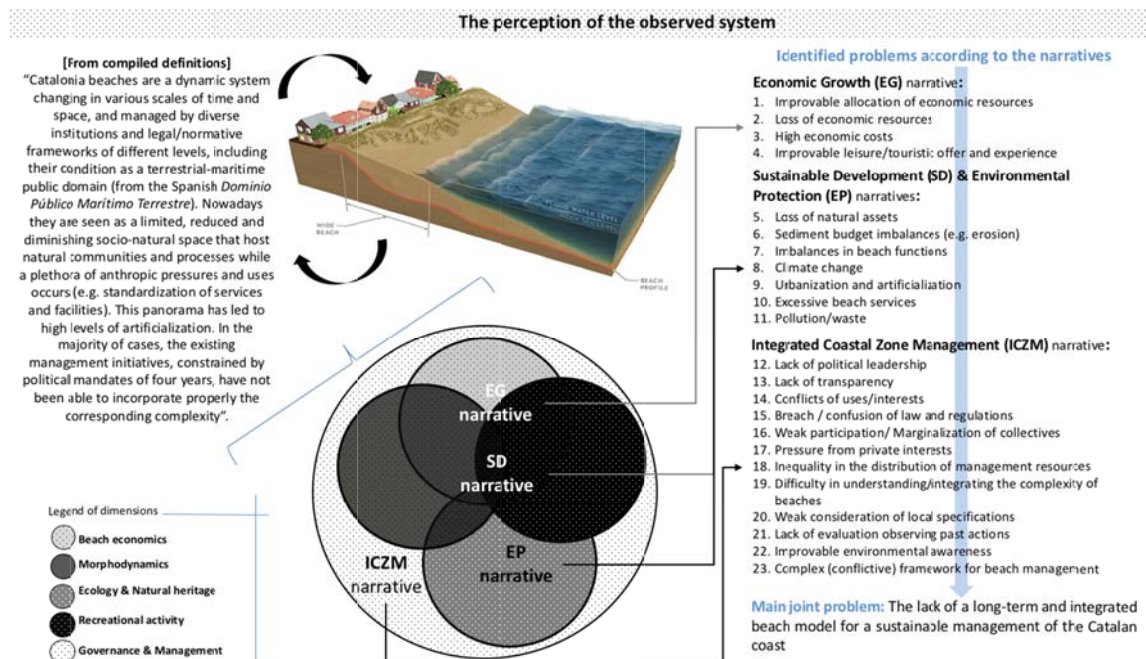 The perception of the observed system
[From compiled definitions]
“Catalonia beaches are a dynamic system
changing in various scales of time and
space, and managed by diverse
institutions and legal/normative
frameworks of different levels, including
their condition as a terrestrial-maritime
public domain (from the Spanish Dominio
Público Marítimo Terrestre). Nowadays
they are seen as a limited, reduced and
diminishing socio-natural space that host
natural communities and processes while
a plethora of anthropic pressures and uses
occurs (e.g. standardization of services
and facilities). This panorama has led to
high levels of artificialization. In the
majority of cases, the existing
management initiatives, constrained by
political mandates of four years, have not
been able to incorporate properly the
corresponding complexity”.
WIDE
BEACH
WATER LEVEL
BEACH
PROFILE
Identified problems according to the narratives
Economic Growth (EG) narrative:
1. Improvable allocation of economic resources
2. Loss of economic resources
3. High economic costs
4. Improvable leisure/touristic offer and experience
Sustainable Development (SD) & Environmental
Protection (EP) narratives:
5. Loss of natural assets
6. Sediment budget imbalances (e.g. erosion)
7. Imbalances in beach functions
8. Climate change
9. Urbanization and artificialization
10. Excessive beach services
11. Pollution/waste
Integrated Coastal Zone Management (ICZM) narrative:
12. Lack of political leadership
13. Lack of transparency
14. Conflicts of uses/interests
15. Breach / confusion of law and regulations
16. Weak participation/ Marginalization of collectives
17. Pressure from private interests
18. Inequality in the distribution of management resources
19. Difficulty in understanding/integrating the complexity of
beaches
20. Weak consideration of local specifications
21. Lack of evaluation observing past actions
22. Improvable environmental awareness
23. Complex (conflictive) framework for beach management
Main joint problem: The lack of a long-term and integrated
beach model for a sustainable management of the Catalan
coast
EG
narrative
SD
narrative
EP
narrative
ICZM
narrative
Legend of dimensions
Beach economics
Morphodynamics
Ecology & Natural heritage
Recreational activity
Governance & Management